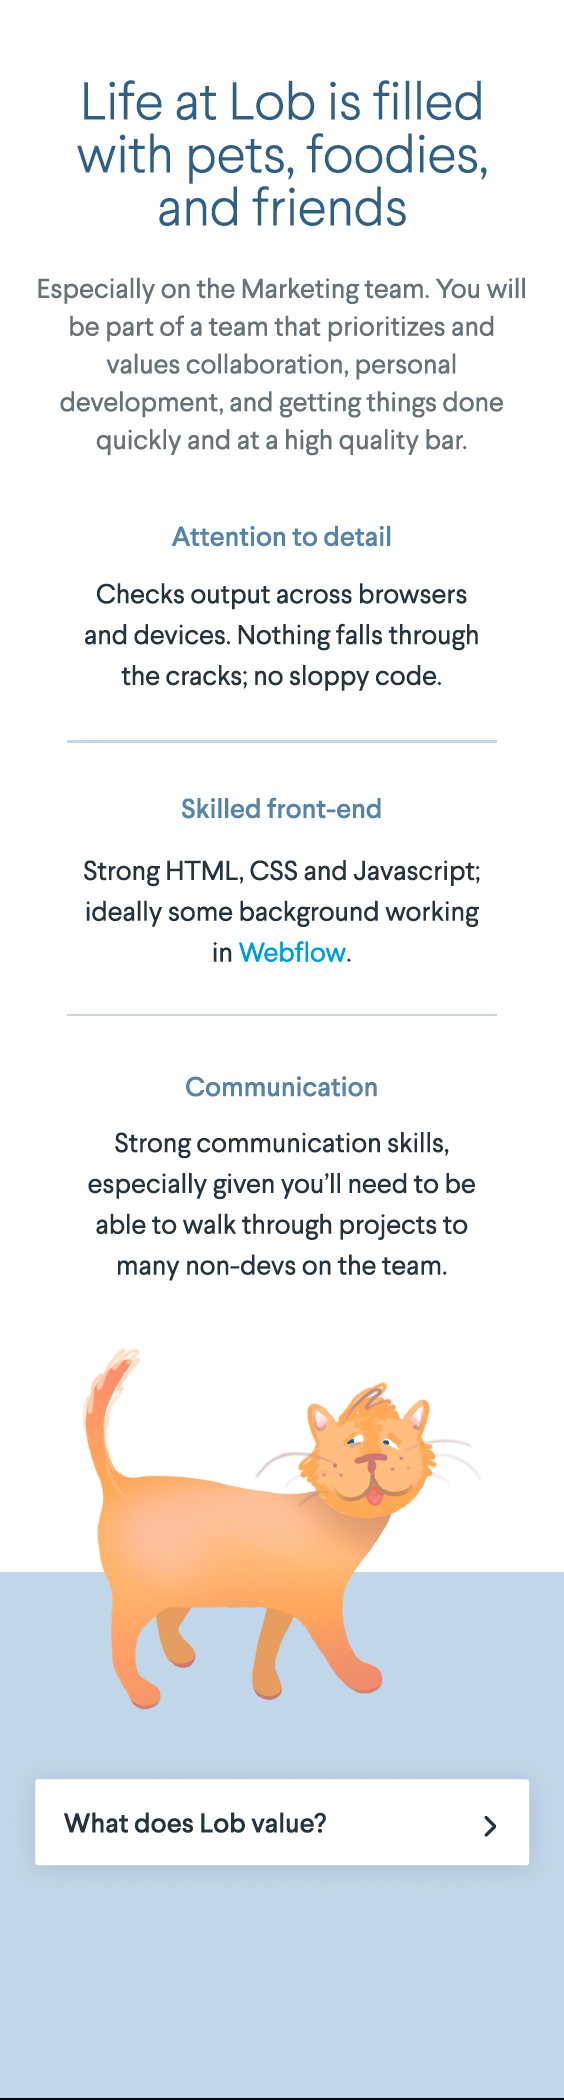 Life at Lob is filled
with pets, foodies,
and friends
Especially on the Marketing team. You will
be part of a team that prioritizes and
values collaboration, personal
development, and getting things done
quickly and at a high quality bar.
Attention to detail
Checks output across browsers
and devices. Nothing falls through
the cracks; no sloppy code.
Skilled front-end
Strong HTML, CSS and Javascript;
ideally some background working
in Webflow.
Communication
Strong communication skills,
especially given you’ll need to be
able to walk through projects to
many non-devs on the team.
What does Lob value?